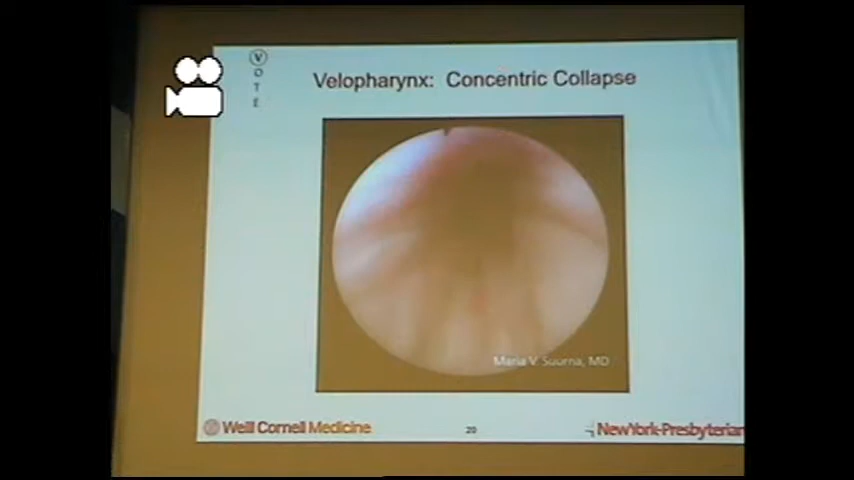 V
O
T
E
Velopharynx: Concentric Collapse
Maria V. Suurna, MD
Weill Cornell Medicine
20
NewYork-Presbyterian